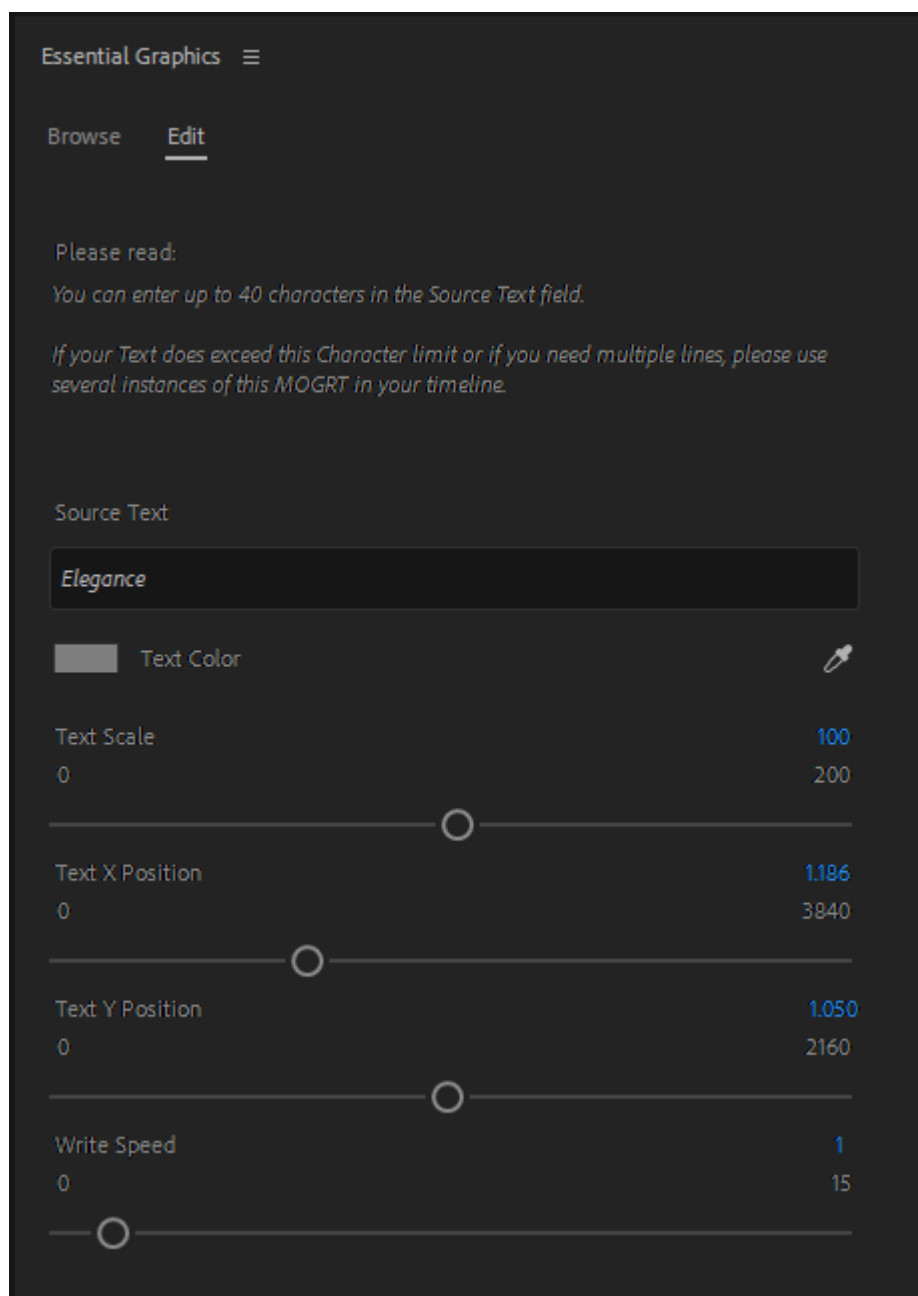 Essential Graphics
Browse Edit
Please read:
You can enter up to 40 characters in the Source Text field.
If your Text does exceed this Character limit or if you need multiple lines, please use
several instances of this MOGRT in your timeline.
Source Text
Elegance
Text Color
Text Scale 100
0 200
Text X Position 1.186
0 3840
Text Y Position 1.050
0 2160
Write Speed 1
0 15